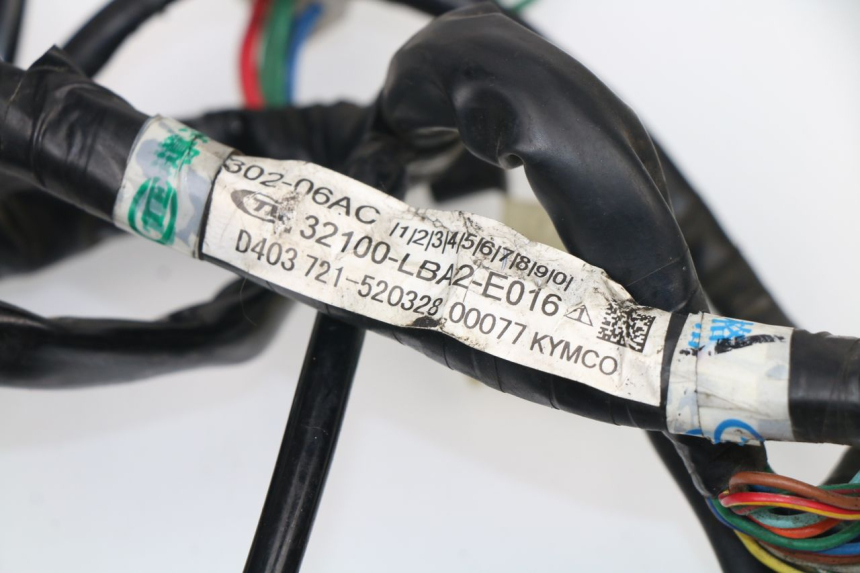 302-06AC /1|2|3|4|5|6|7|8|9|0|
32100-LBA2-E016
D403 721-520328 00077 KYMCO